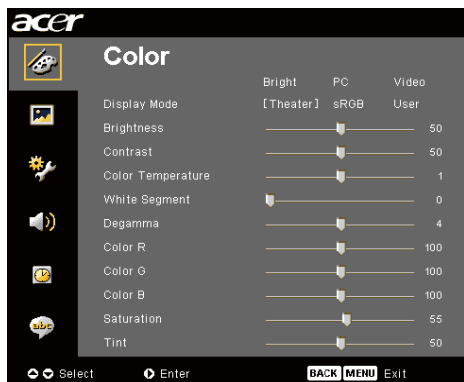 acer
Color
Bright PC Video
Display Mode [Theater] sRGB User
Brightness 50
Contrast 50
Color Temperature 1
White Segment 0
Degamma 4
Color R 100
Color G 100
Color B 100
Saturation 55
Tint 50
abc
Select Enter BACK MENU Exit